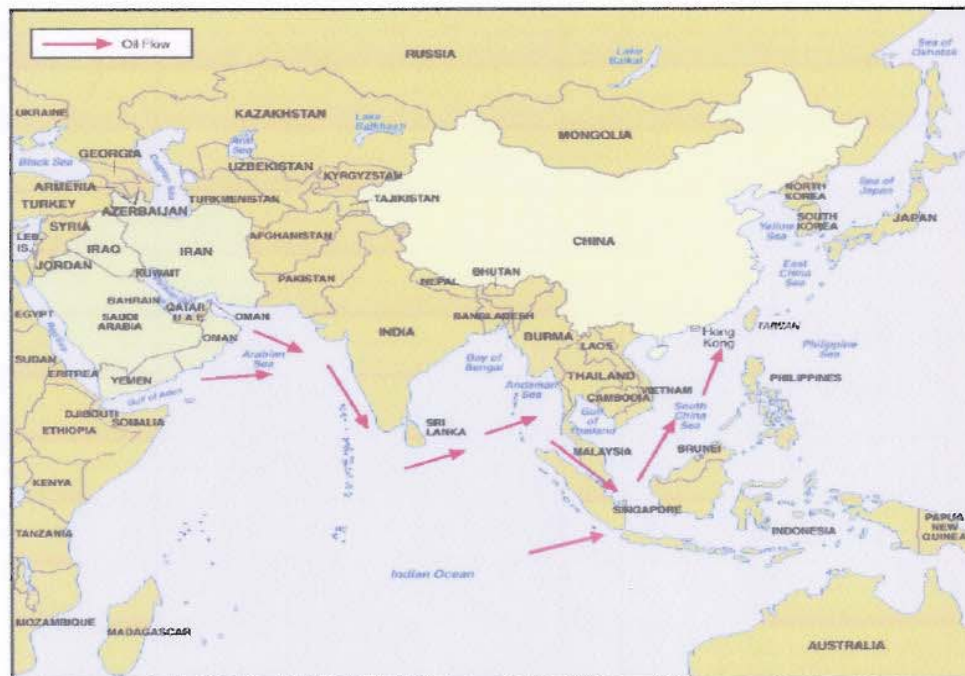 Oil Flow
RUSSIA
Lake
Baikal
Sea of
Okhotsk
UKRAINE
KAZAKHSTAN
Lake
Balkhash
MONGOLIA
Aral
Sea
Black Sea
GEORGIA
Caspian Sea
UZBEKISTAN
KYRGYZSTAN
ARMENIA
TURKEY
AZERBAIJAN
TURKMENISTAN
TAJIKISTAN
NORTH
KOREA
Sea of
Japan
SYRIA
LEB.
IS.
IRAQ
IRAN
AFGHANISTAN
CHINA
Yellow
Sea
SOUTH
KOREA
JAPAN
JORDAN
KUWAIT
PAKISTAN
NEPAL
BHUTAN
East
China
Sea
EGYPT
BAHRAIN
QATAR
U.A.E.
SAUDI
ARABIA
OMAN
OMAN
INDIA
BANGLADESH
BURMA
LAOS
Hong
Kong
TAIWAN
Philippine
Sea
SUDAN
ERITREA
YEMEN
Arabian
Sea
Bay of
Bengal
THAILAND
VIETNAM
CAMBODIA
PHILIPPINES
Gulf of Aden
DJIBOUTI
SOMALIA
ETHIOPIA
Andaman
Sea
Gulf
of
Thailand
South
China
Sea
SRI
LANKA
MALAYSIA
BRUNEI
KENYA
SINGAPORE
TANZANIA
INDONESIA
PAPUA
NEW
GUINEA
Indian Ocean
MOZAMBIQUE
MADAGASCAR
AUSTRALIA